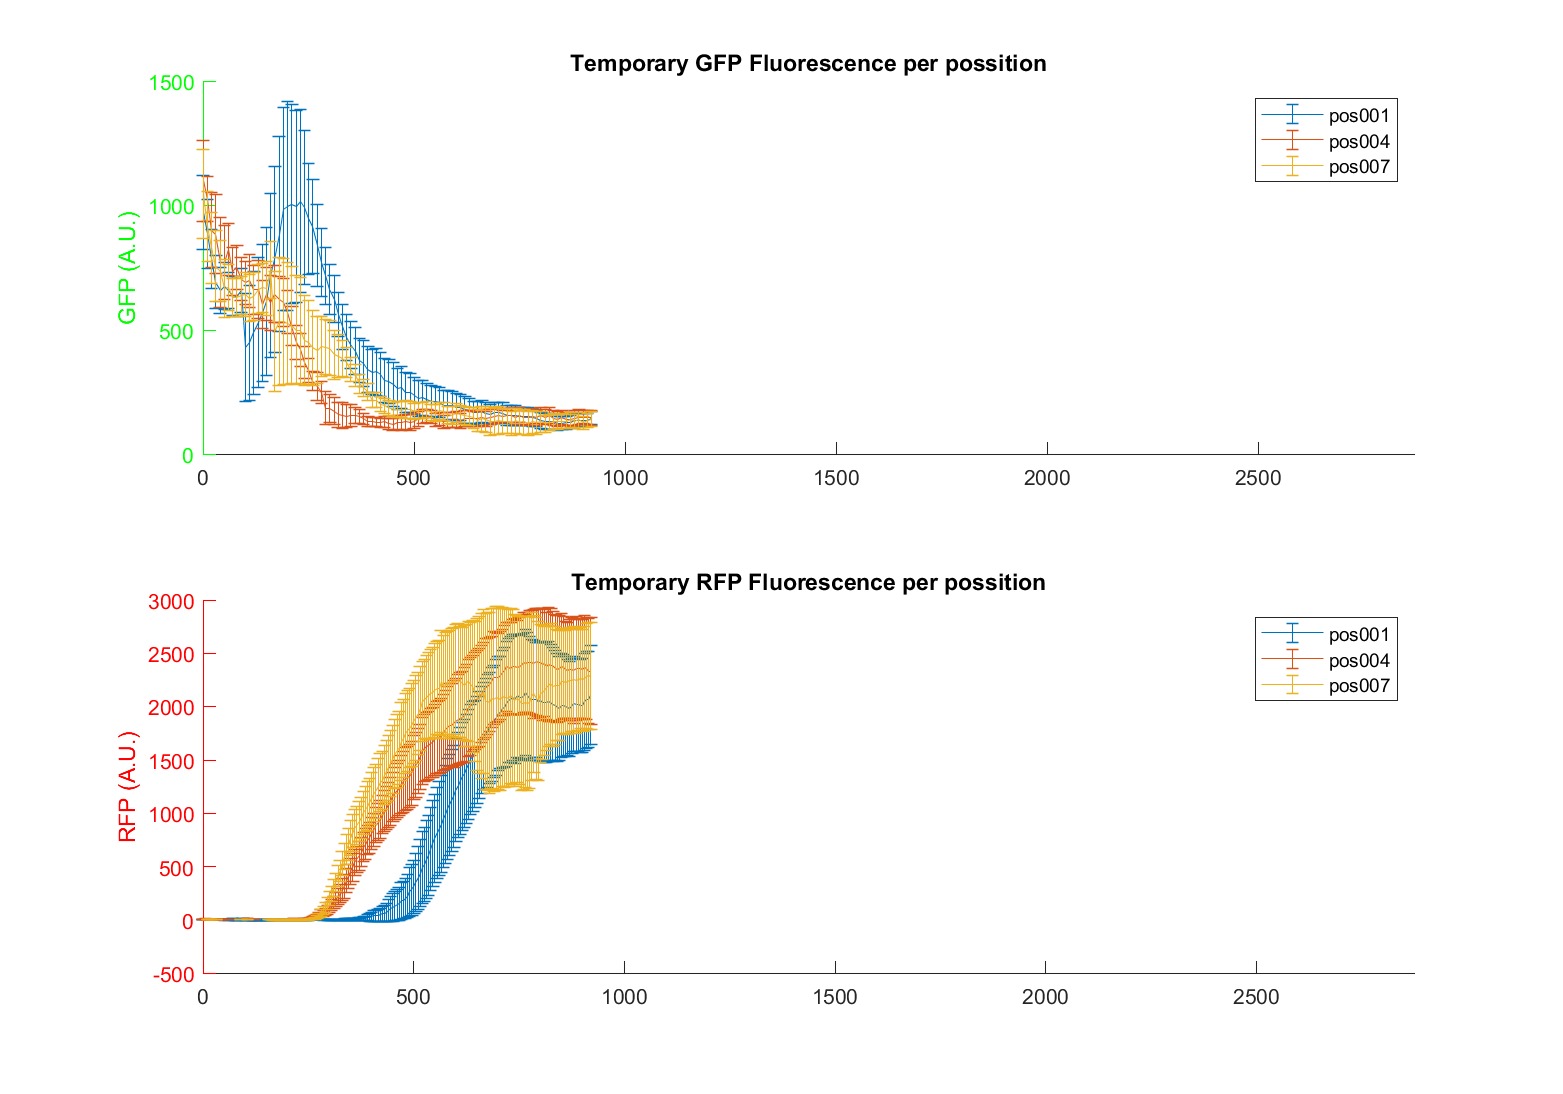 Temporary GFP Fluorescence per possition
GFP (A.U.)
1500
1000
500
0
0 500 1000 1500 2000 2500
pos001
pos004
pos007
Temporary RFP Fluorescence per possition
RFP (A.U.)
3000
2500
2000
1500
1000
500
0
-500
0 500 1000 1500 2000 2500
pos001
pos004
pos007